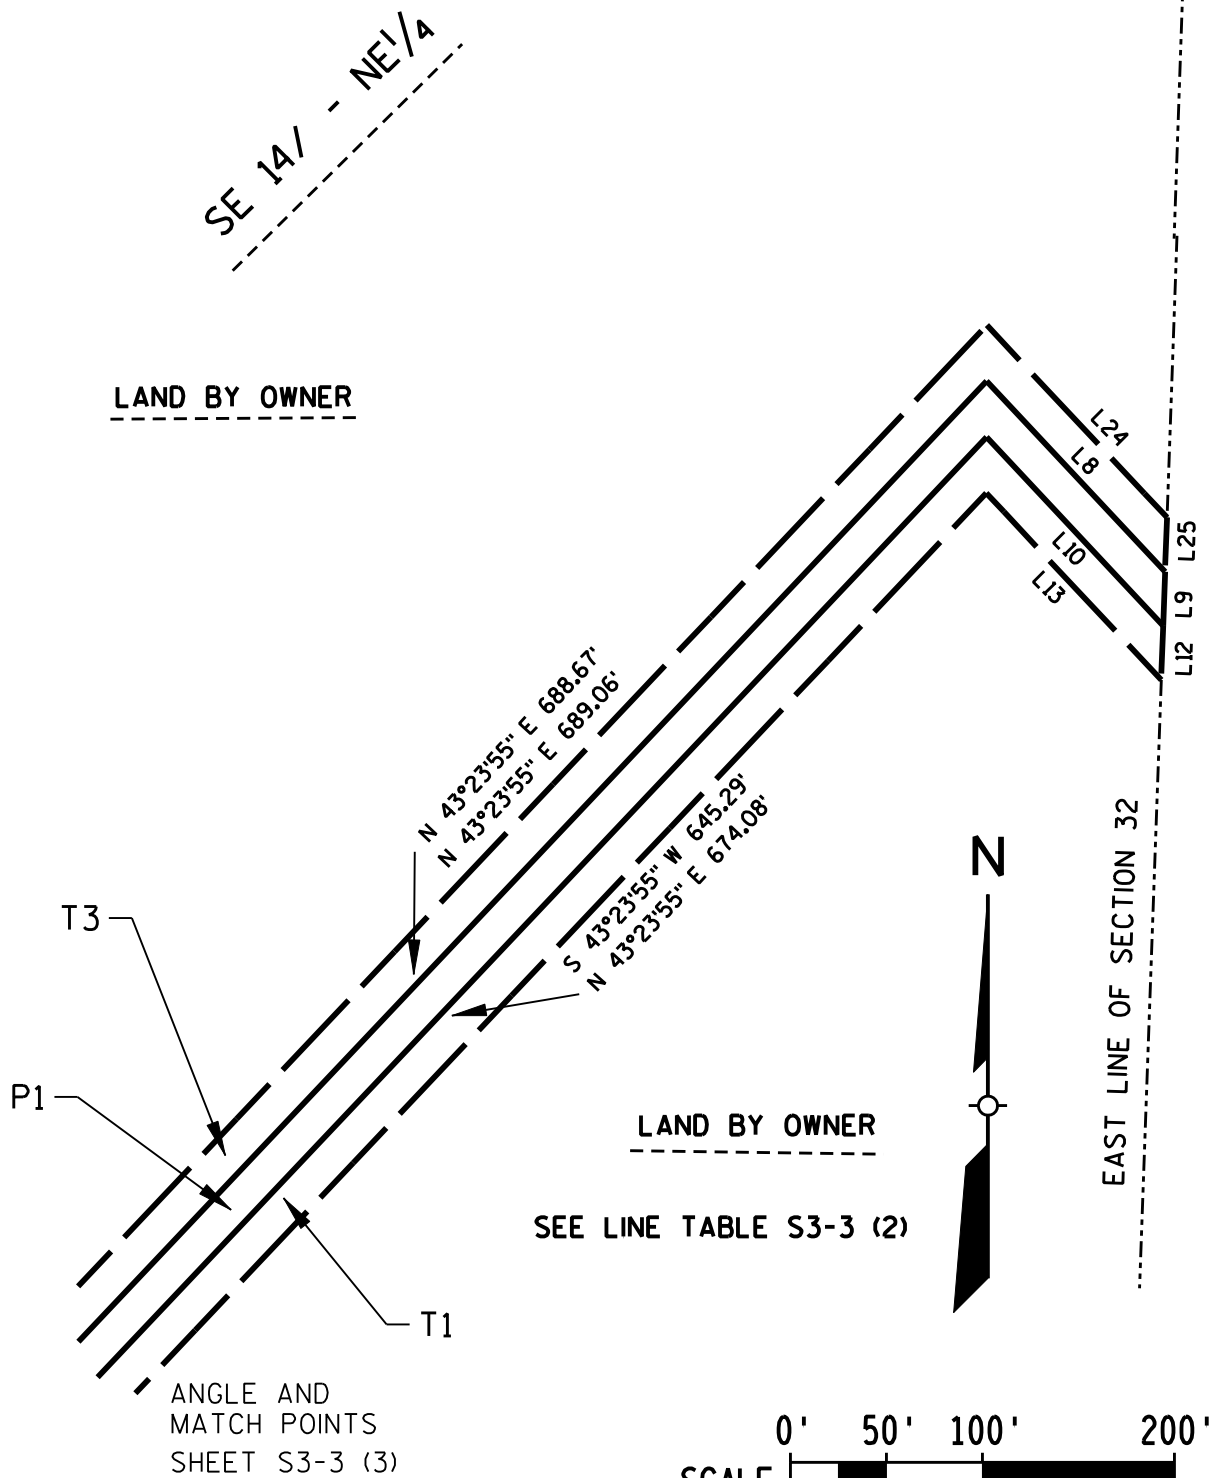 SE 14/ - NE1/4
LAND BY OWNER
L24
L8
L25
L10
L9
L13
L12
N 43°23'55" E 688.67'
N 43°23'55" E 689.06'
S 43°23'55" W 645.29'
N 43°23'55" E 674.08'
EAST LINE OF SECTION 32
N
T3
P1
LAND BY OWNER
SEE LINE TABLE S3-3 (2)
T1
ANGLE AND
MATCH POINTS
SHEET S3-3 (3)
0' 50' 100' 200'
SCALE